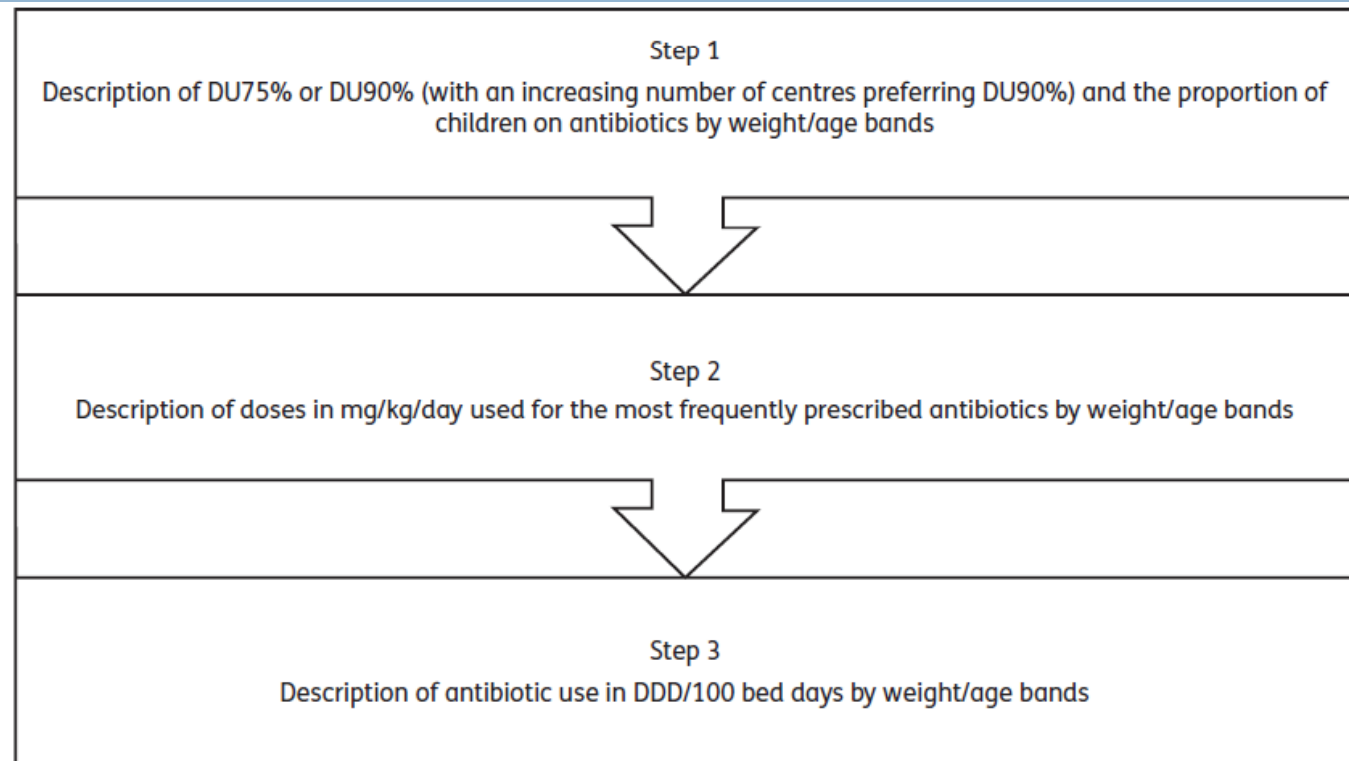 Step 1
Description of DU75% or DU90% (with an increasing number of centres preferring DU90%) and the proportion of
children on antibiotics by weight/age bands
Step 2
Description of doses in mg/kg/day used for the most frequently prescribed antibiotics by weight/age bands
Step 3
Description of antibiotic use in DDD/100 bed days by weight/age bands